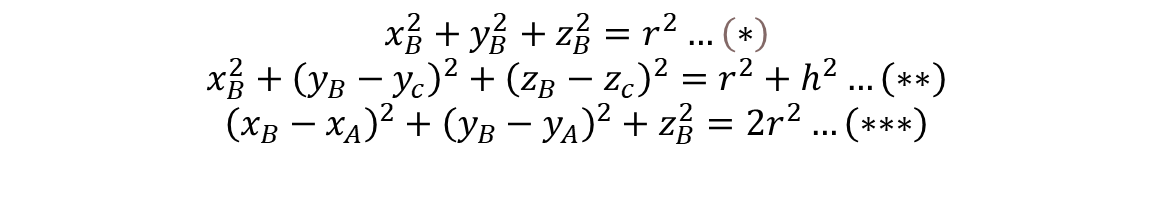 x_B^2 + y_B^2 + z_B^2 = r^2 … (∗)
x_B^2 + (y_B − y_c)^2 + (z_B − z_c)^2 = r^2 + h^2 … (∗∗)
(x_B − x_A)^2 + (y_B − y_A)^2 + z_B^2 = 2r^2 … (∗∗∗)